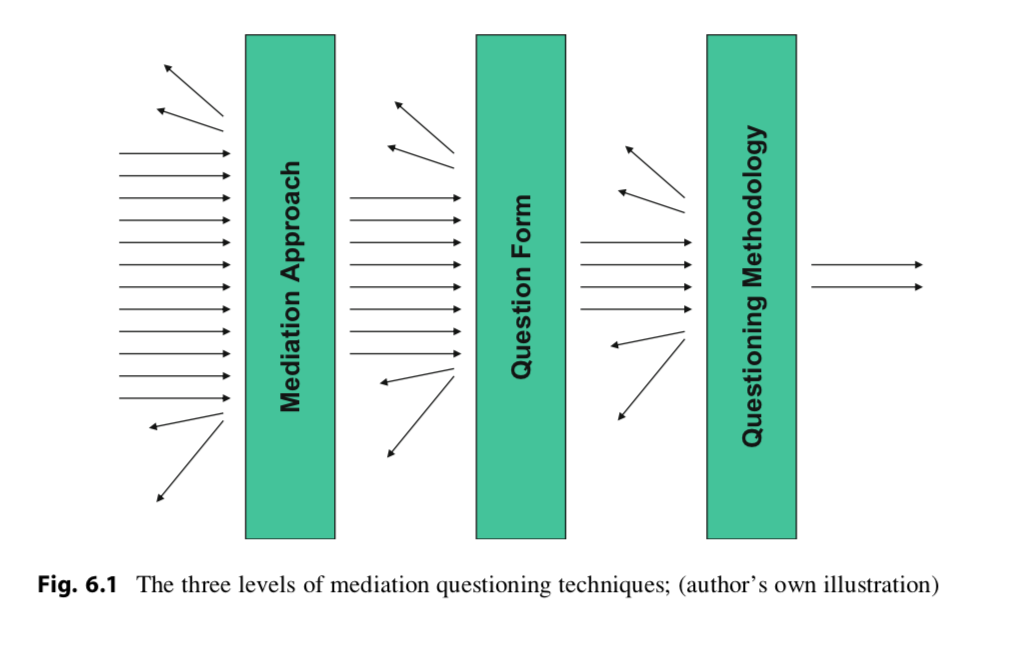 Mediation Approach
Question Form
Questioning Methodology
Fig. 6.1 The three levels of mediation questioning techniques; (author's own illustration)